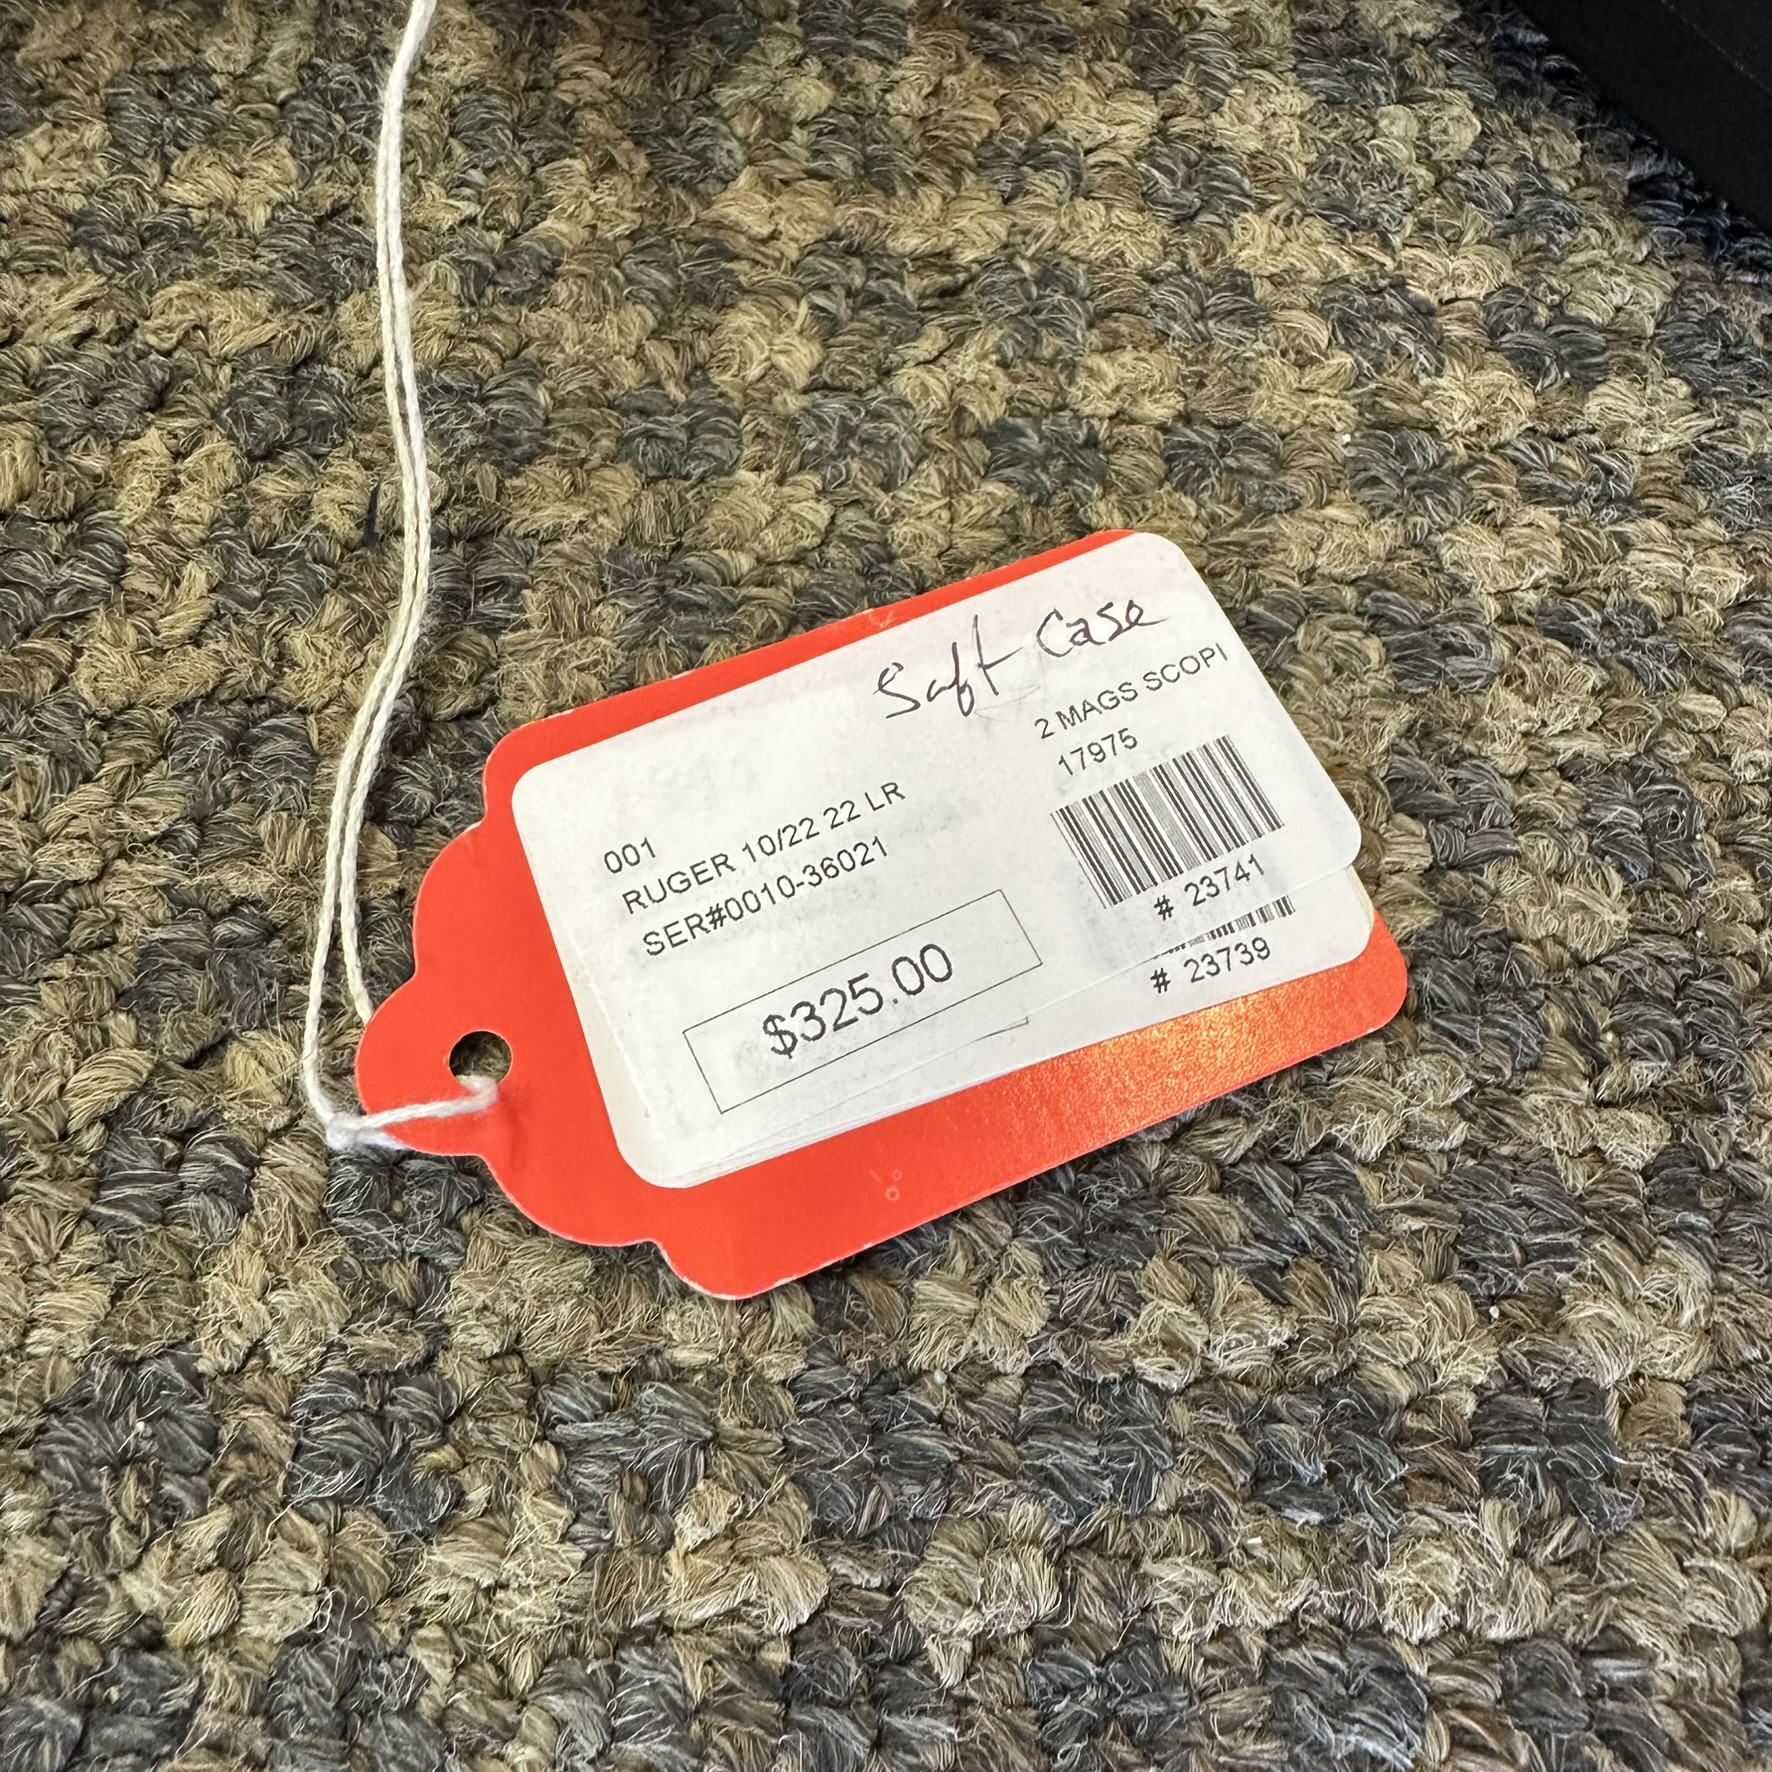 Soft Case
2 MAGS SCOPI
17975
001
RUGER 10/22 22 LR
SER#0010-36021
$325.00
# 23741
# 23739